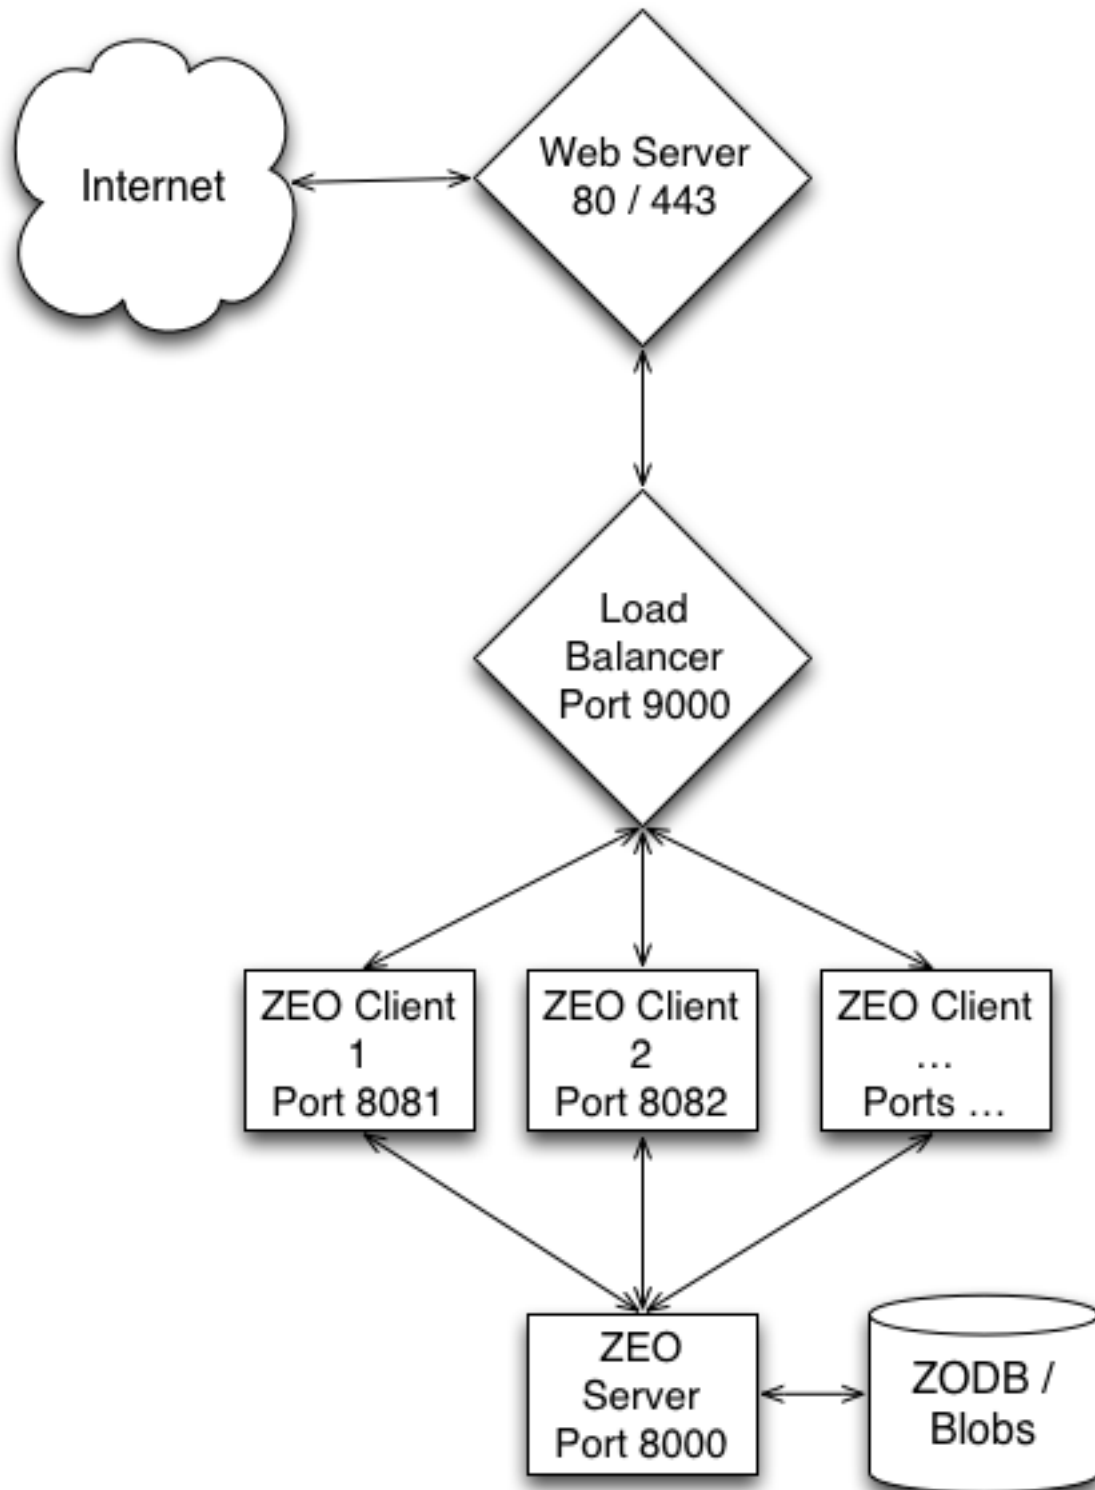 Internet
Web Server
80 / 443
Load
Balancer
Port 9000
ZEO Client
1
Port 8081
ZEO Client
2
Port 8082
ZEO Client
...
Ports ...
ZEO
Server
Port 8000
ZODB /
Blobs